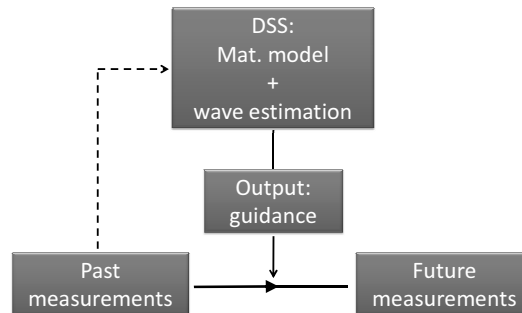 DSS:
Mat. model
+
wave estimation
Output:
guidance
Past
measurements
Future
measurements